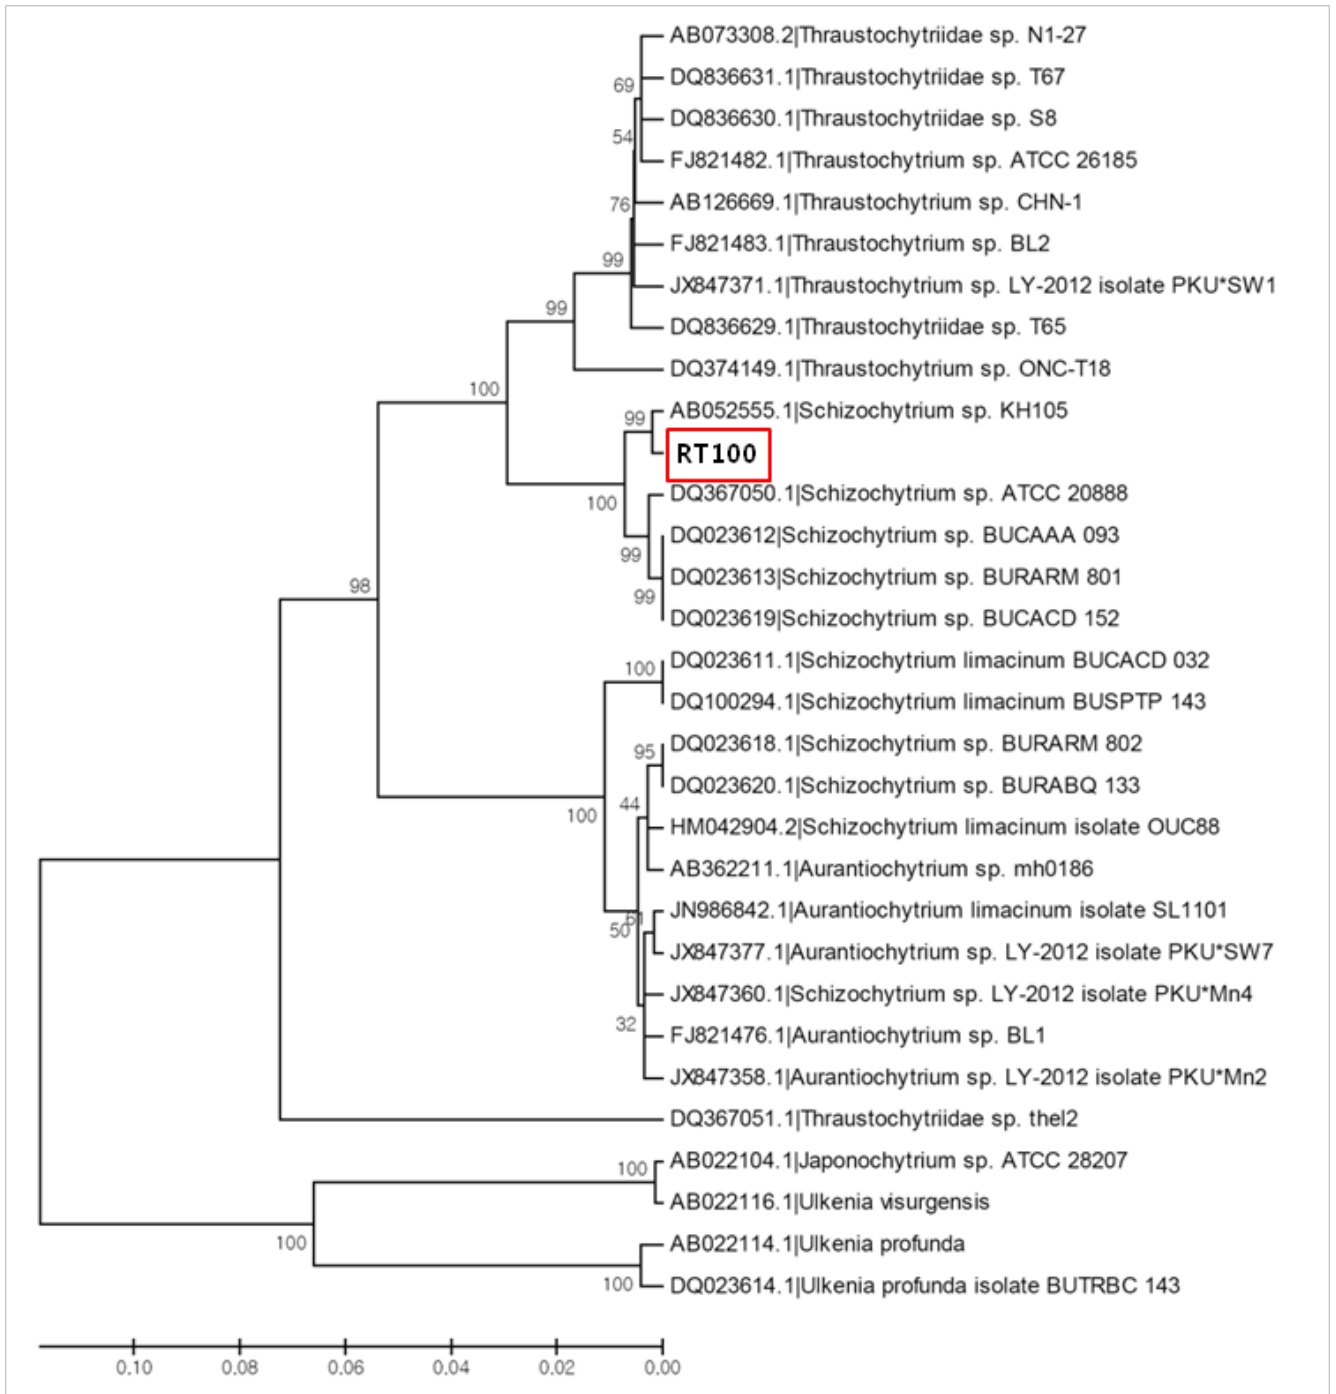 AB073308.2|Thraustochytriidae sp. N1-27
69
DQ836631.1|Thraustochytriidae sp. T67
DQ836630.1|Thraustochytriidae sp. S8
54
FJ821482.1|Thraustochytrium sp. ATCC 26185
AB126669.1|Thraustochytrium sp. CHN-1
76
FJ821483.1|Thraustochytrium sp. BL2
99
JX847371.1|Thraustochytrium sp. LY-2012 isolate PKU*SW1
99
DQ836629.1|Thraustochytriidae sp. T65
DQ374149.1|Thraustochytrium sp. ONC-T18
100
AB052555.1|Schizochytrium sp. KH105
99
RT100
DQ367050.1|Schizochytrium sp. ATCC 20888
100
DQ023612|Schizochytrium sp. BUCAAA 093
99
DQ023613|Schizochytrium sp. BURARM 801
98
99
DQ023619|Schizochytrium sp. BUCACD 152
DQ023611.1|Schizochytrium limacinum BUCACD 032
100
DQ100294.1|Schizochytrium limacinum BUSPTP 143
DQ023618.1|Schizochytrium sp. BURARM 802
95
DQ023620.1|Schizochytrium sp. BURABQ 133
44
100
HM042904.2|Schizochytrium limacinum isolate OUC88
AB362211.1|Aurantiochytrium sp. mh0186
JN986842.1|Aurantiochytrium limacinum isolate SL1101
61
50
JX847377.1|Aurantiochytrium sp. LY-2012 isolate PKU*SW7
JX847360.1|Schizochytrium sp. LY-2012 isolate PKU*Mn4
32
FJ821476.1|Aurantiochytrium sp. BL1
JX847358.1|Aurantiochytrium sp. LY-2012 isolate PKU*Mn2
DQ367051.1|Thraustochytriidae sp. thel2
AB022104.1|Japonochytrium sp. ATCC 28207
100
AB022116.1|Ulkenia visurgensis
100
AB022114.1|Ulkenia profunda
100
DQ023614.1|Ulkenia profunda isolate BUTRBC 143
0.10 0.08 0.06 0.04 0.02 0.00